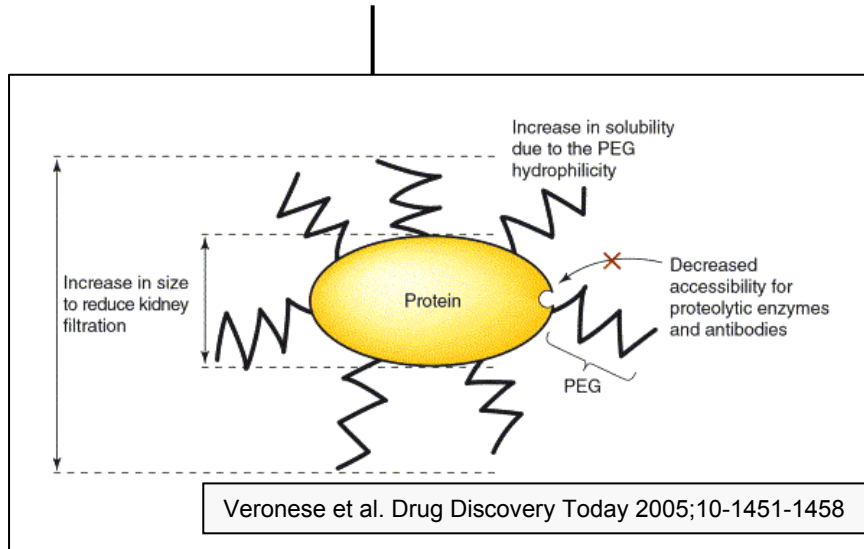 Increase in solubility
due to the PEG
hydrophilicity
Increase in size
to reduce kidney
filtration
Protein
Decreased
accessibility for
proteolytic enzymes
and antibodies
PEG
Veronese et al. Drug Discovery Today 2005;10-1451-1458